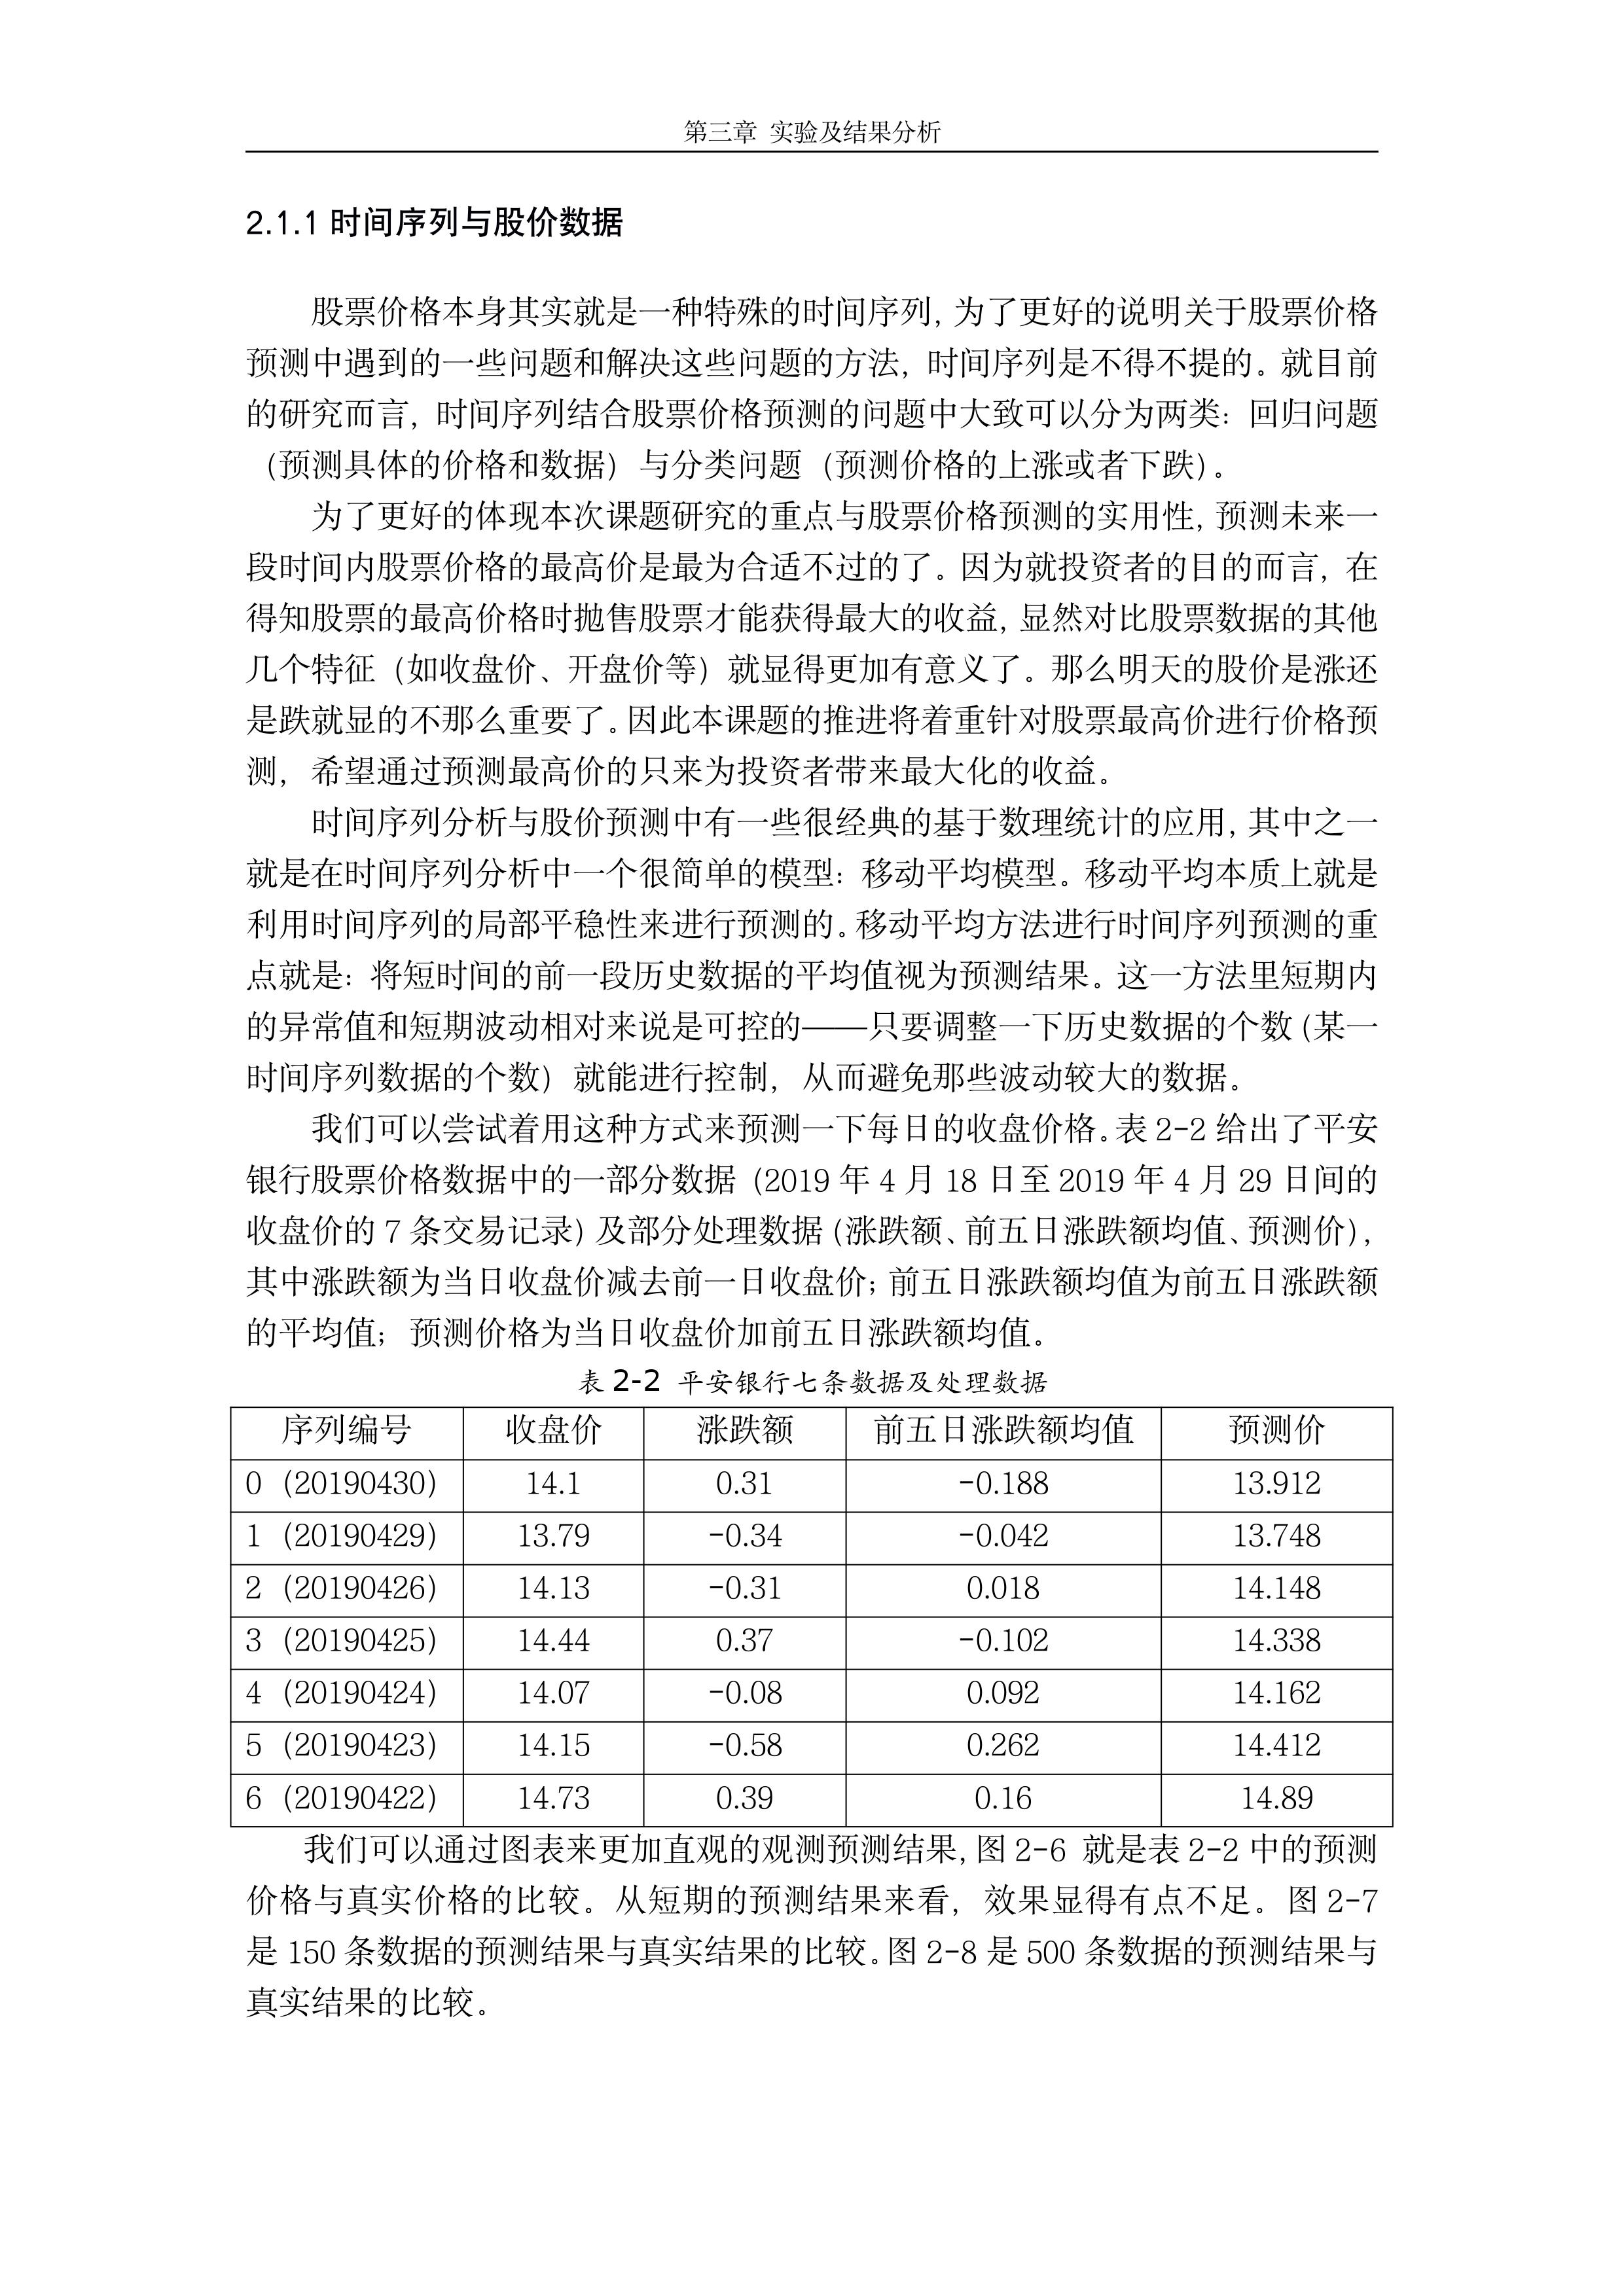 第三章 实验及结果分析
2.1.1 时间序列与股价数据
股票价格本身其实就是一种特殊的时间序列，为了更好的说明关于股票价格
预测中遇到的一些问题和解决这些问题的方法，时间序列是不得不提的。就目前
的研究而言，时间序列结合股票价格预测的问题中大致可以分为两类：回归问题
（预测具体的价格和数据）与分类问题（预测价格的上涨或者下跌）。
为了更好的体现本次课题研究的重点与股票价格预测的实用性，预测未来一
段时间内股票价格的最高价是最为合适不过的了。因为就投资者的目的而言，在
得知股票的最高价格时抛售股票才能获得最大的收益，显然对比股票数据的其他
几个特征（如收盘价、开盘价等）就显得更加有意义了。那么明天的股价是涨还
是跌就显的不那么重要了。因此本课题的推进将着重针对股票最高价进行价格预
测，希望通过预测最高价的只来为投资者带来最大化的收益。
时间序列分析与股价预测中有一些很经典的基于数理统计的应用，其中之一
就是在时间序列分析中一个很简单的模型：移动平均模型。移动平均本质上就是
利用时间序列的局部平稳性来进行预测的。移动平均方法进行时间序列预测的重
点就是：将短时间的前一段历史数据的平均值视为预测结果。这一方法里短期内
的异常值和短期波动相对来说是可控的——只要调整一下历史数据的个数（某一
时间序列数据的个数）就能进行控制，从而避免那些波动较大的数据。
我们可以尝试着用这种方式来预测一下每日的收盘价格。表 2-2 给出了平安
银行股票价格数据中的一部分数据（2019 年 4 月 18 日至 2019 年 4 月 29 日间的
收盘价的 7 条交易记录）及部分处理数据（涨跌额、前五日涨跌额均值、预测价），
其中涨跌额为当日收盘价减去前一日收盘价；前五日涨跌额均值为前五日涨跌额
的平均值；预测价格为当日收盘价加前五日涨跌额均值。
表 2-2 平安银行七条数据及处理数据
序列编号 收盘价 涨跌额 前五日涨跌额均值 预测价
0（20190430） 14.1 0.31 -0.188 13.912
1（20190429） 13.79 -0.34 -0.042 13.748
2（20190426） 14.13 -0.31 0.018 14.148
3（20190425） 14.44 0.37 -0.102 14.338
4（20190424） 14.07 -0.08 0.092 14.162
5（20190423） 14.15 -0.58 0.262 14.412
6（20190422） 14.73 0.39 0.16 14.89
我们可以通过图表来更加直观的观测预测结果，图 2-6 就是表 2-2 中的预测
价格与真实价格的比较。从短期的预测结果来看，效果显得有点不足。图 2-7
是 150 条数据的预测结果与真实结果的比较。图 2-8 是 500 条数据的预测结果与
真实结果的比较。